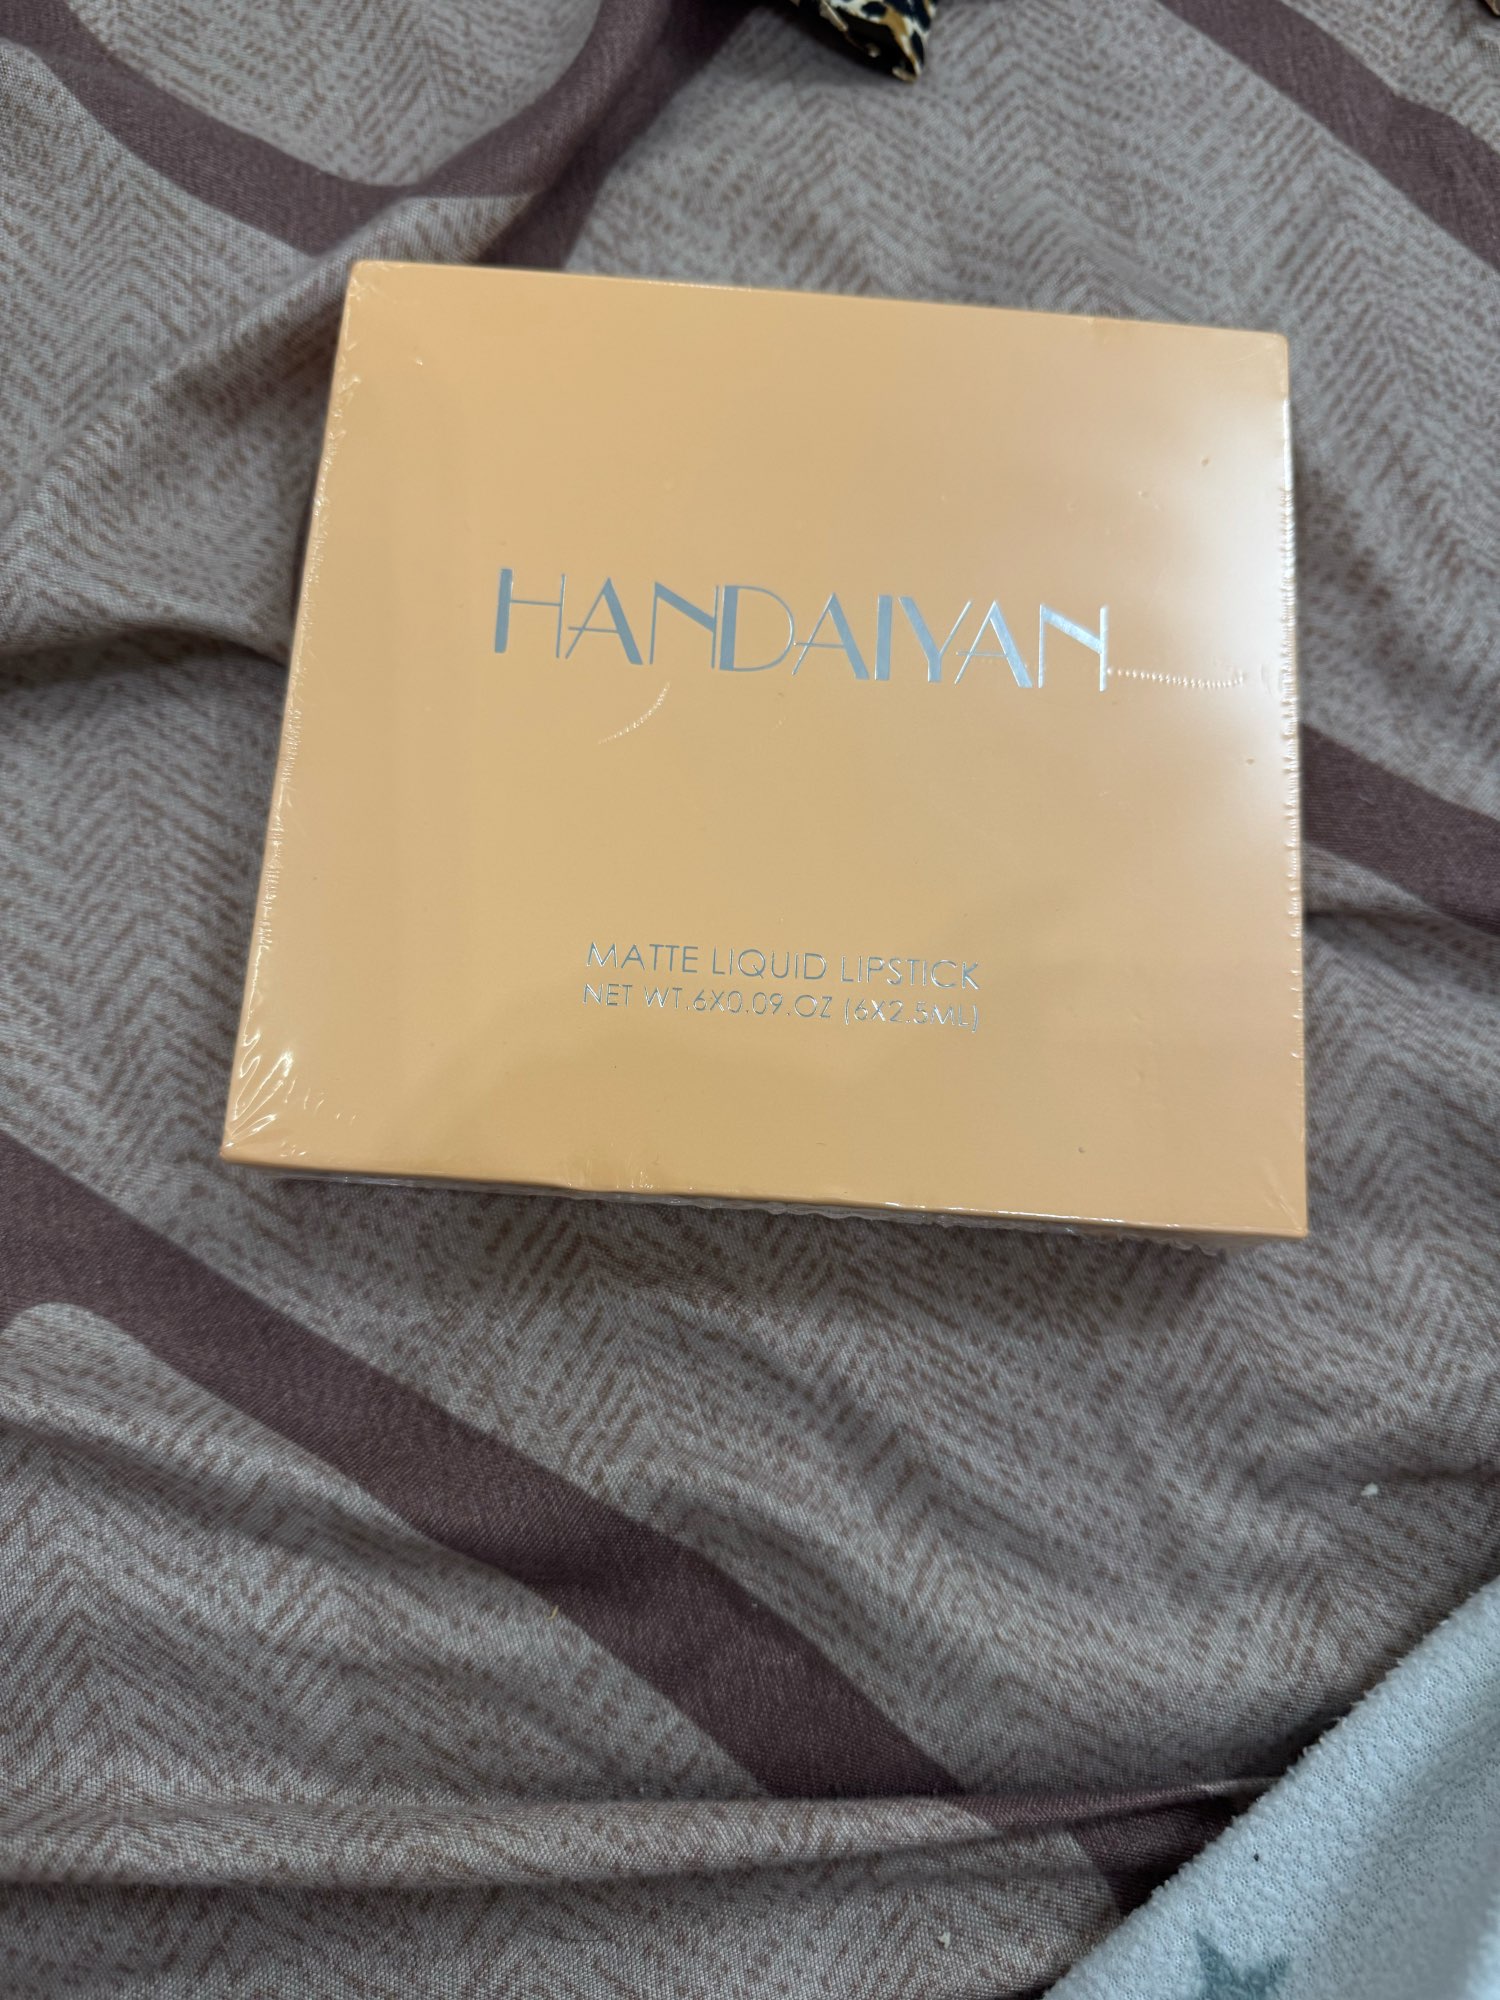 HANDAIYAN
MATTE LIQUID LIPSTICK
NET WT.6X0.09.OZ (6X2.5ML)